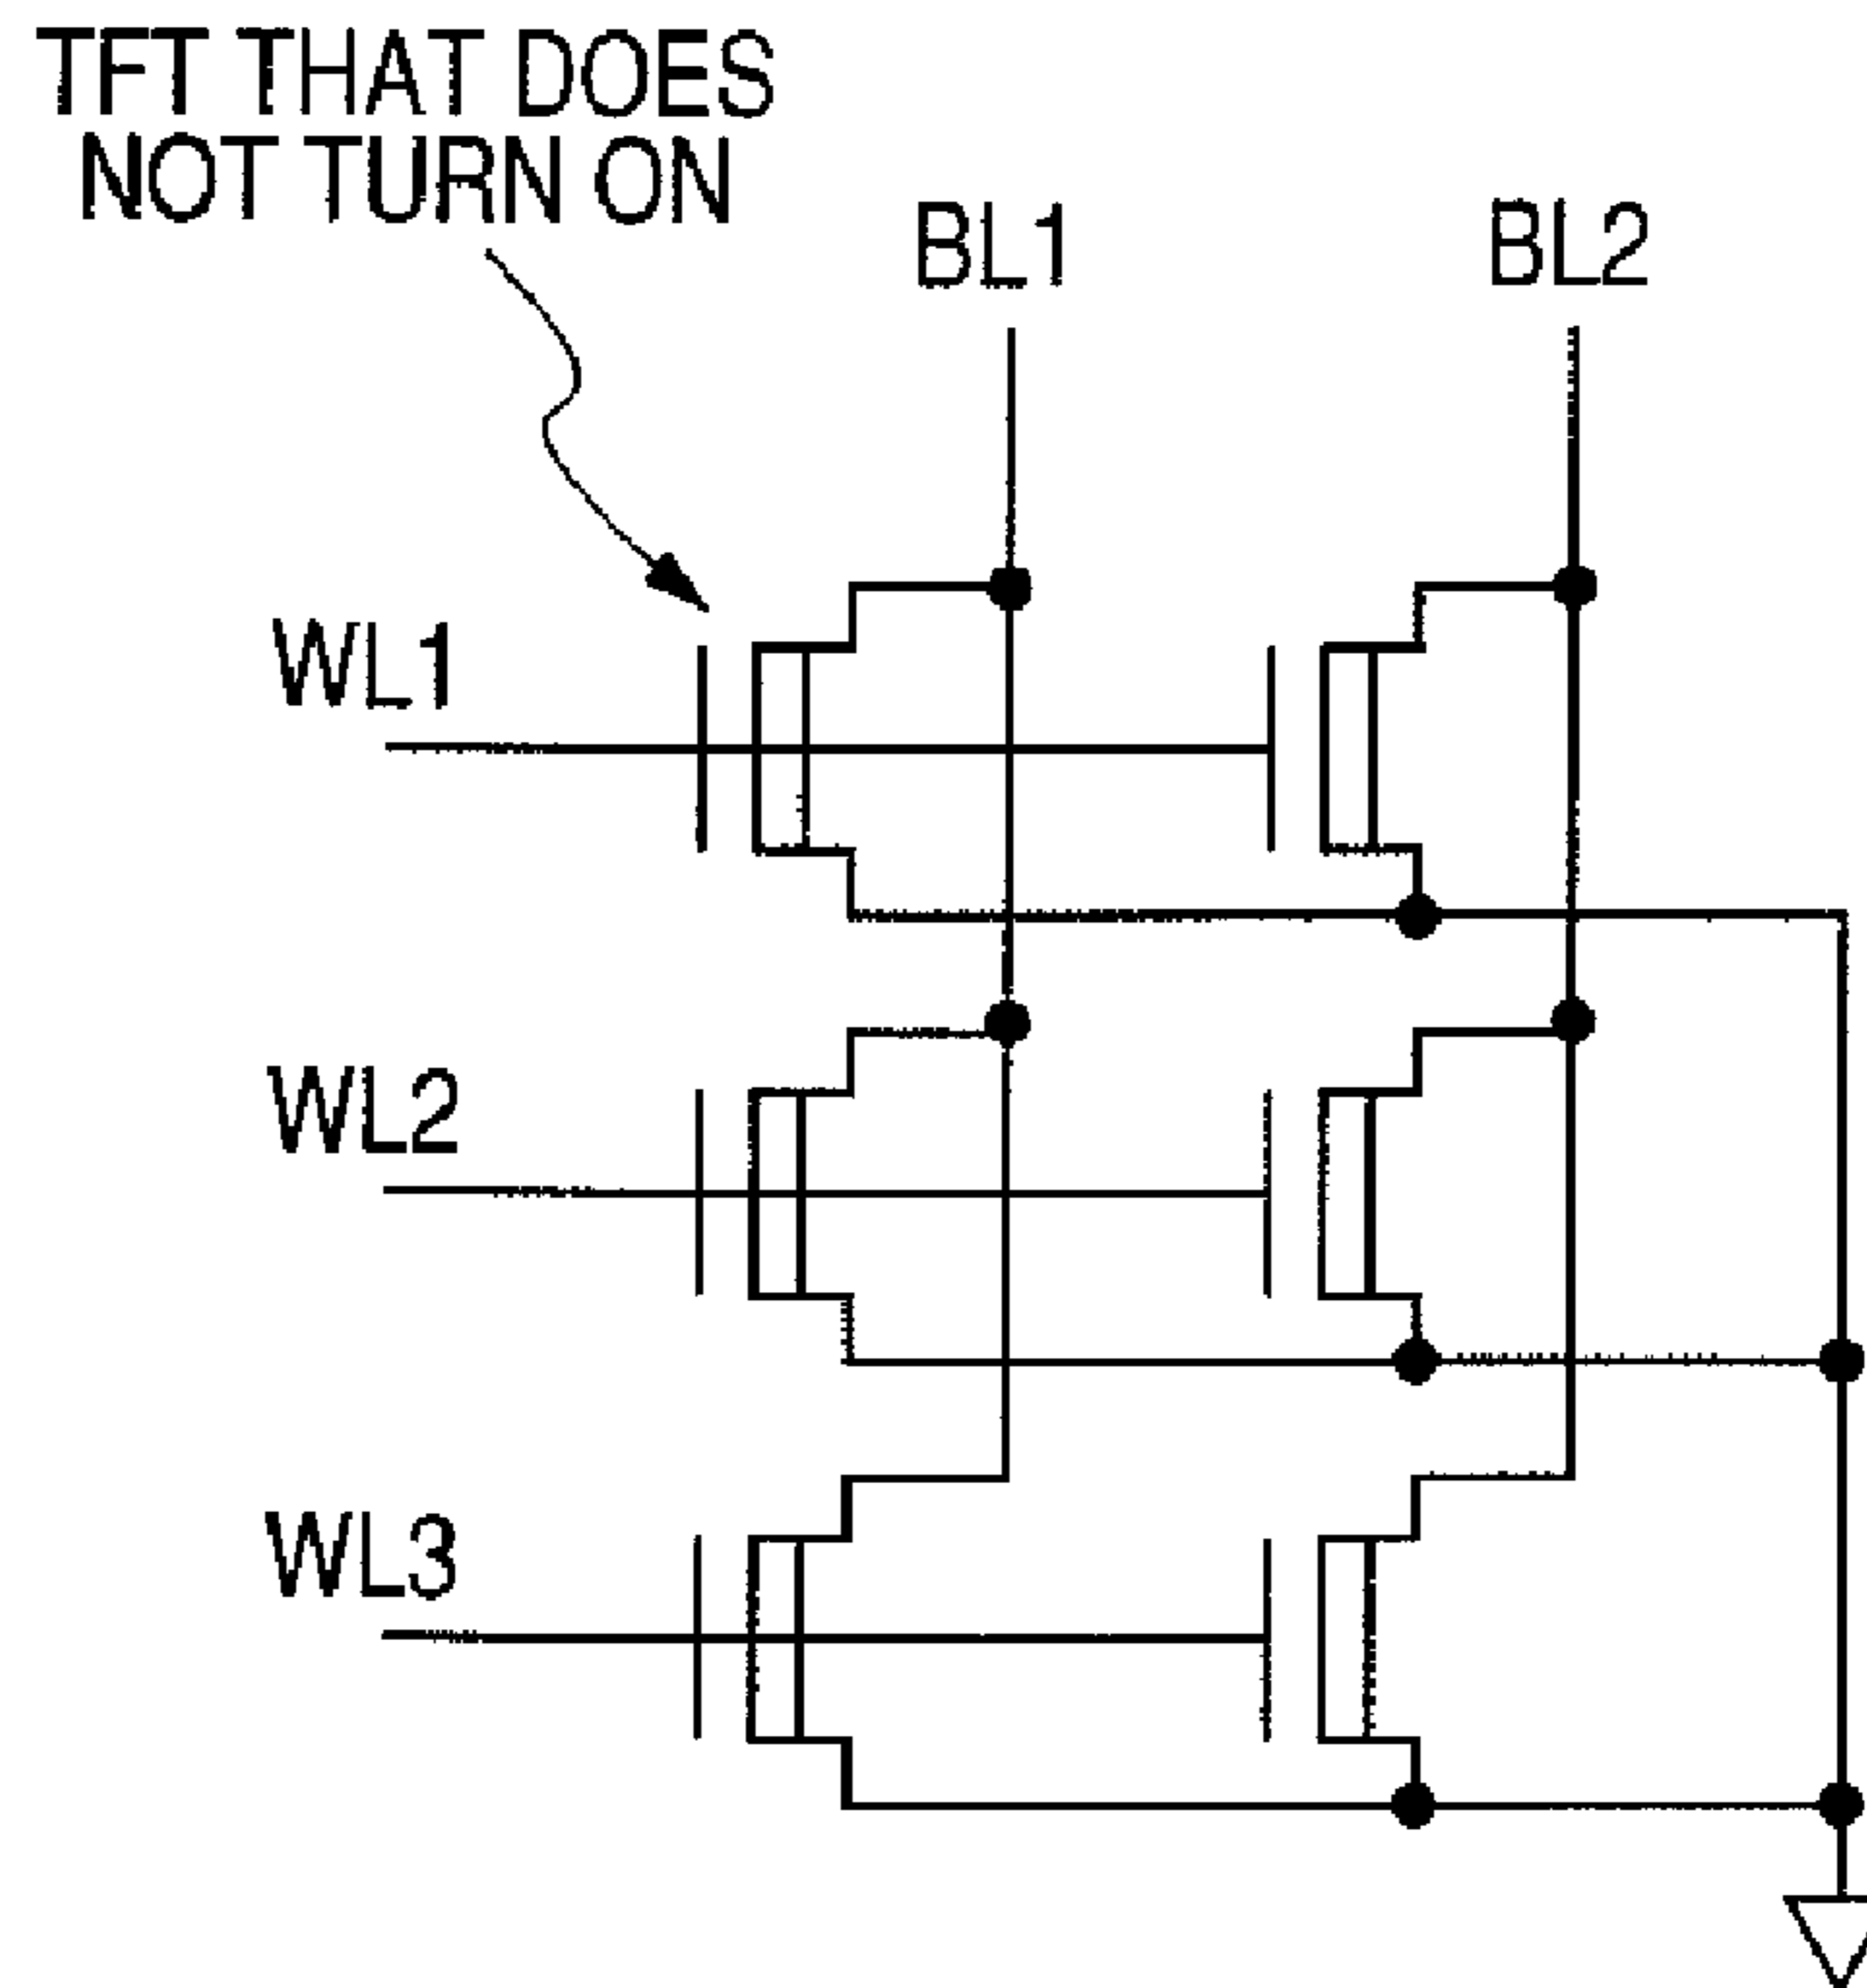 TFT THAT DOES
NOT TURN ON
BL1
BL2
WL1
WL2
WL3